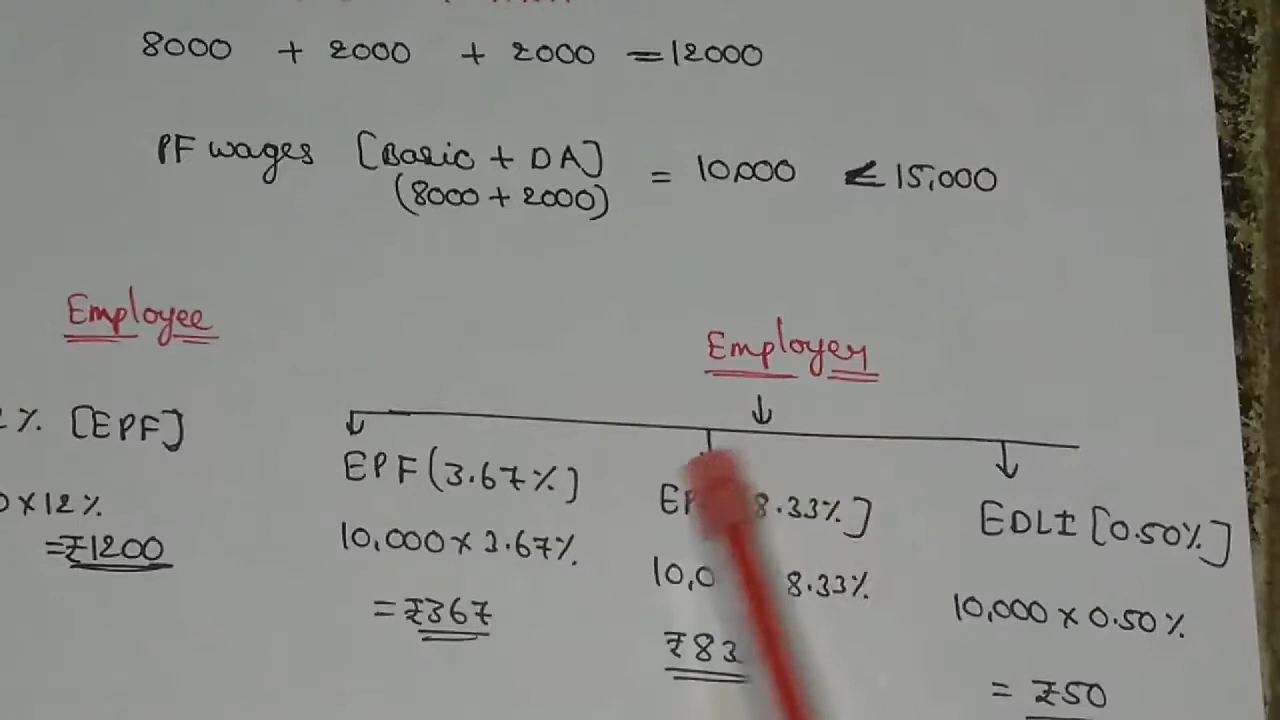 8000 + 2000 + 2000 = 12000
PF wages [Basic + DA] = 10,000 < 15,000
(8000 + 2000)
Employee
Employer
% [EPF]
EPF (3.67%]
8.33%]
EDLI [0.50%]
×12%
=₹1200
10,000 × 3.67%
10,0 8.33%
10,000 × 0.50%
= ₹367
₹83
= ₹50